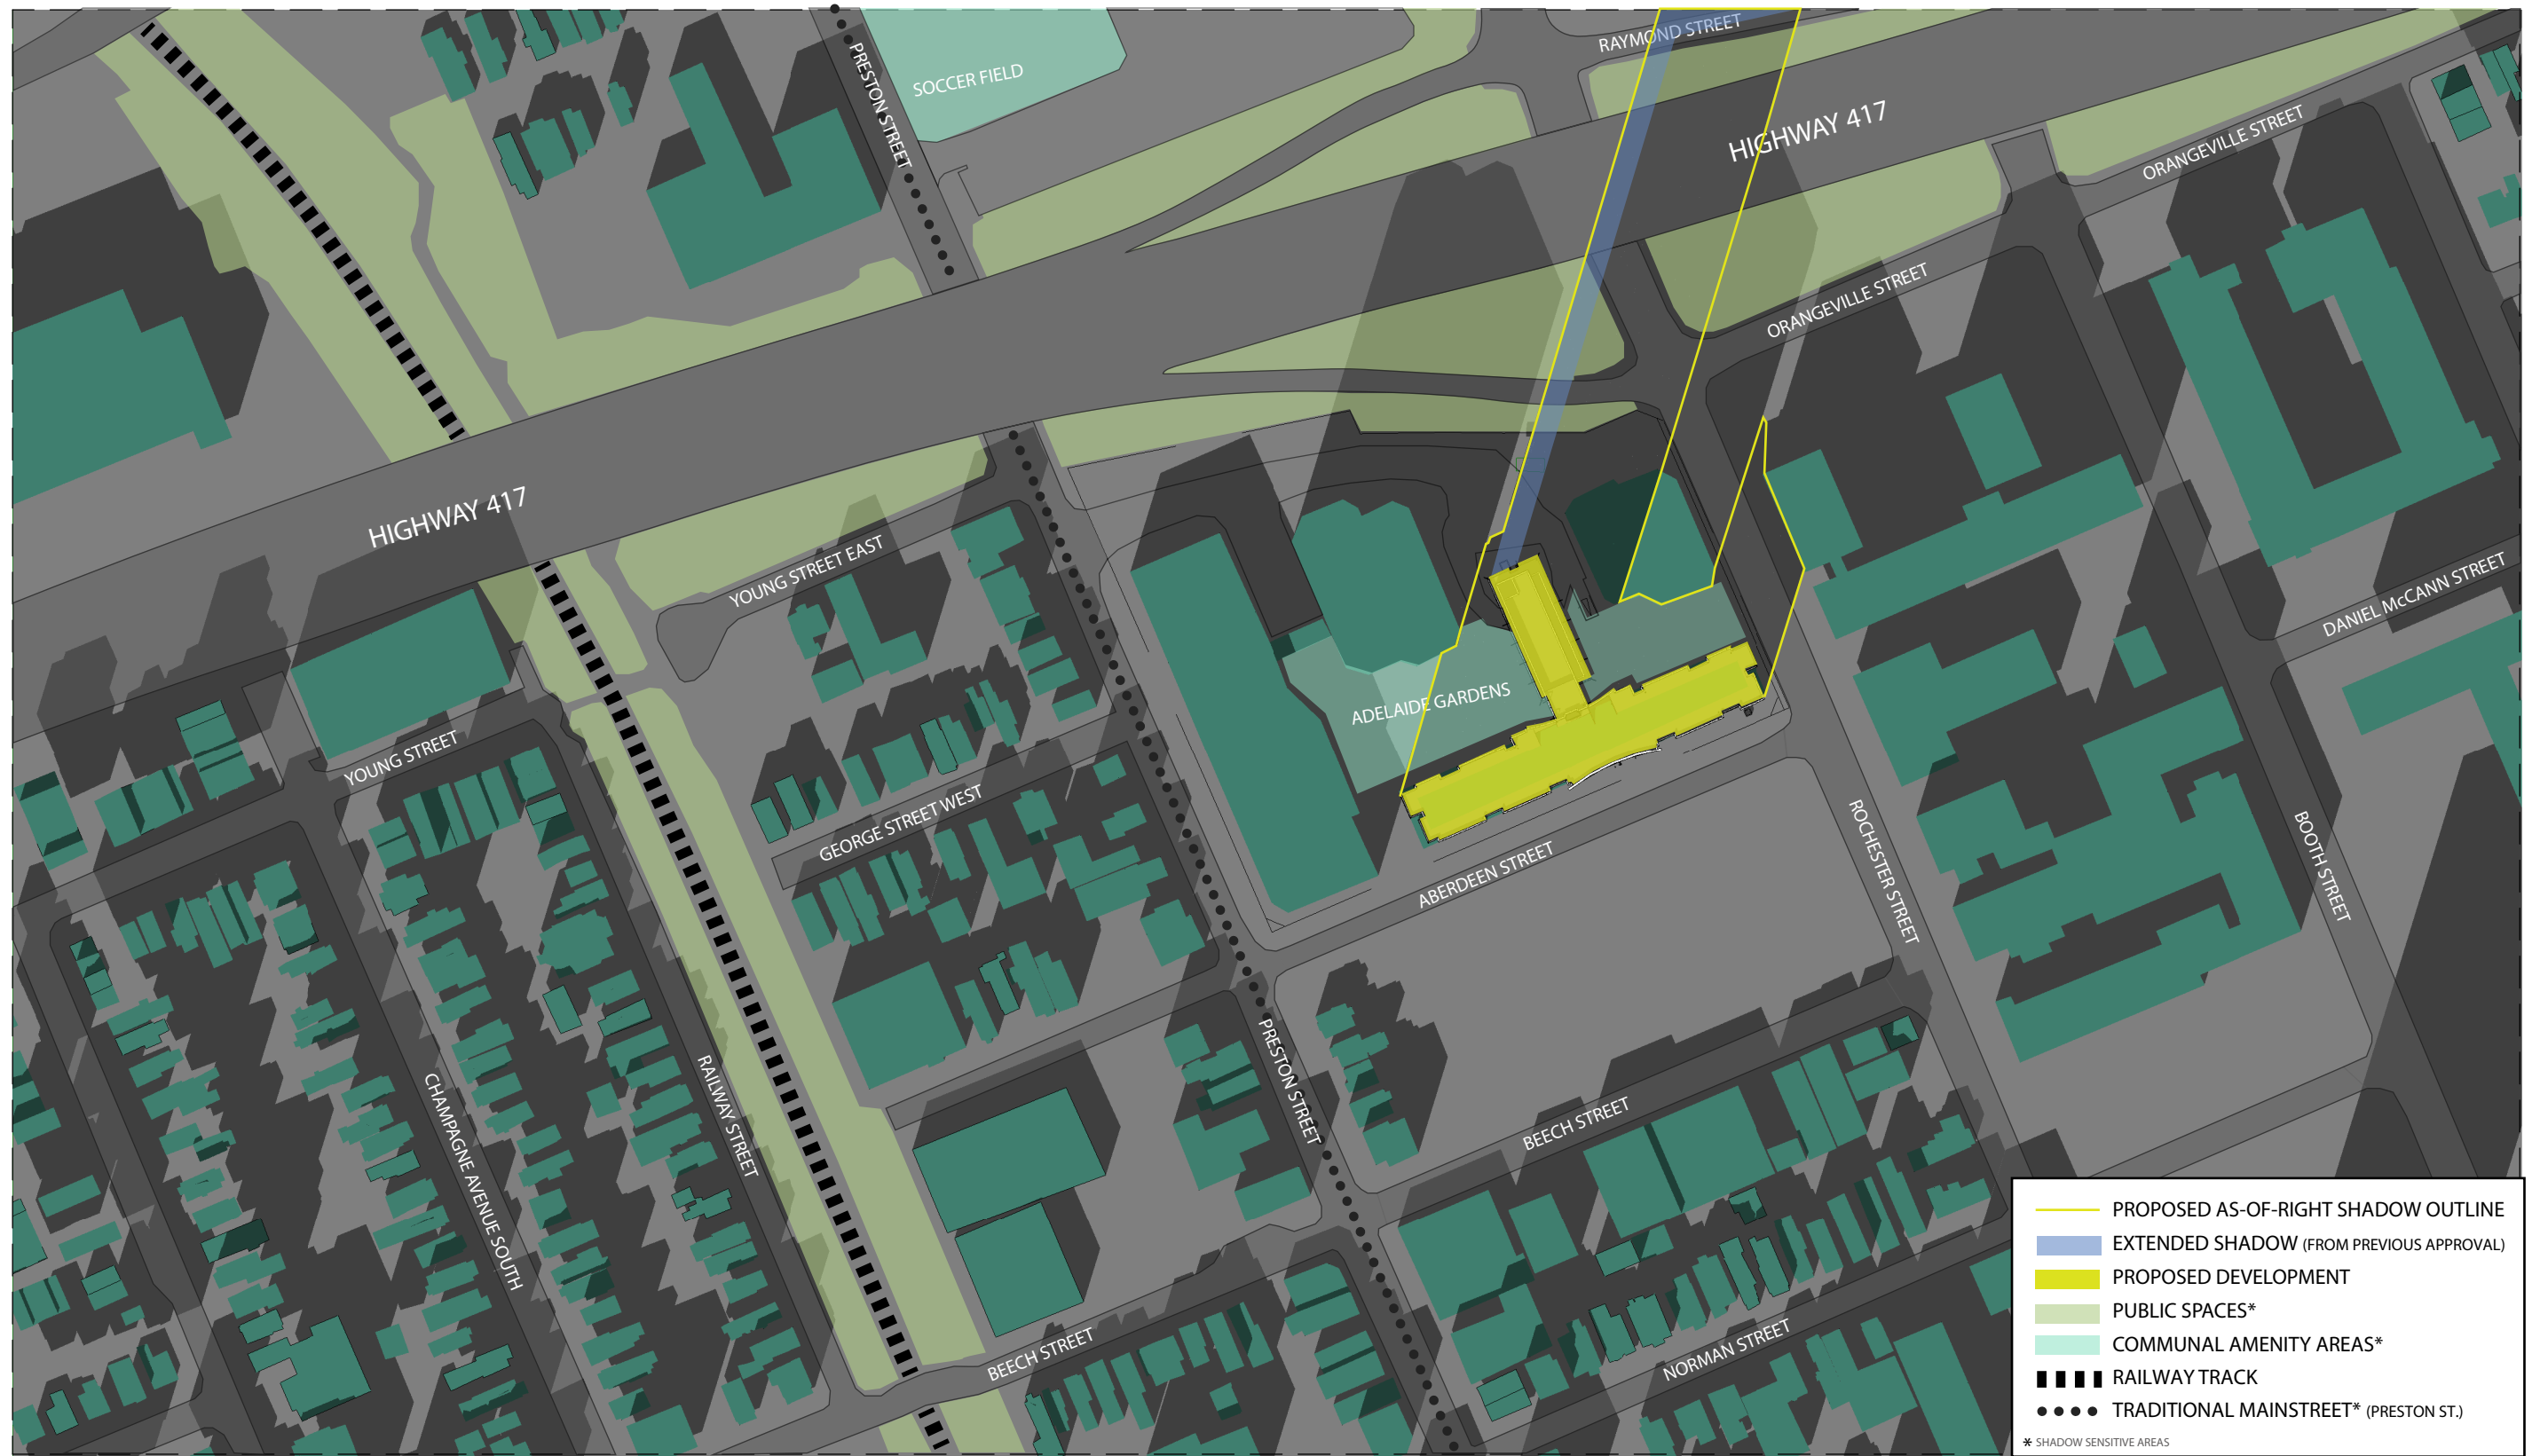 RAYMOND STREET
PRESTON STREET
SOCCER FIELD
HIGHWAY 417
ORANGEVILLE STREET
ORANGEVILLE STREET
HIGHWAY 417
YOUNG STREET EAST
DANIEL McCANN STREET
ADELAIDE GARDENS
YOUNG STREET
GEORGE STREET WEST
ABERDEEN STREET
ROCHESTER STREET
BOOTH STREET
PRESTON STREET
RAILWAY STREET
CHAMPAGNE AVENUE SOUTH
BEECH STREET
BEECH STREET
NORMAN STREET
PROPOSED AS-OF-RIGHT SHADOW OUTLINE
EXTENDED SHADOW (FROM PREVIOUS APPROVAL)
PROPOSED DEVELOPMENT
PUBLIC SPACES*
COMMUNAL AMENITY AREAS*
RAILWAY TRACK
TRADITIONAL MAINSTREET* (PRESTON ST.)
* SHADOW SENSITIVE AREAS